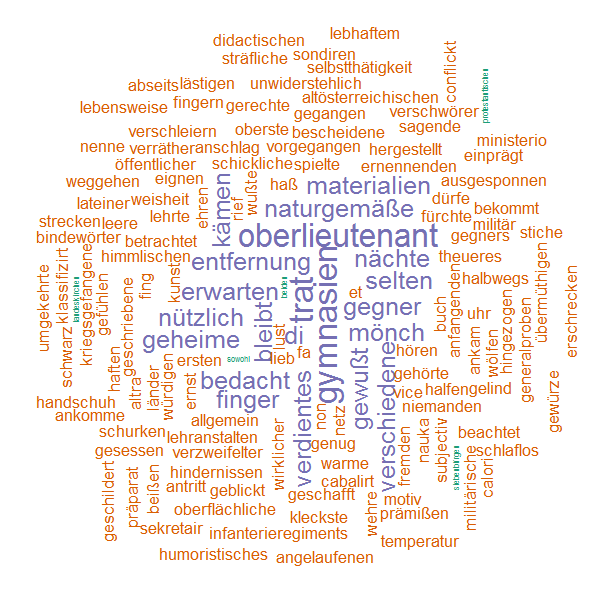 lebhaftem
didactischen
sondiren
sträfliche
selbstthätigkeit
conflickt
protestantischen
abseits
lästigen
unwiderstehlich
altösterreichischen
lebensweise
fingern
gerechte
gegangen
verschwörer
verschleiern
oberste
bescheidene
sagende
nenne
verräther
anschlag
vorgegangen
hergestellt
ministerio
öffentlicher
schickliche
spielte
ernennenden
einprägt
weggehen
eignen
haß
materialien
ausgesponnen
lateiner
weisheit
ehren
rief
wußte
naturgemäße
dürfe
bekommt
strecken
leere
lehrte
kämen
fürchte
militär
bindewörter
betrachtet
oberlieutenant
gegners
stiche
himmlischen
entfernung
nächte
theueres
umgekehrte
klassifizirt
kriegsgefangene
gefühlen
geschriebene
fing
kunst
erwarten
trat
et
selten
halbwegs
übermüthigen
erschrecken
schwarz
landeskirchen
nützlich
beiden
gegner
buch
anfangenden
uhr
hingezogen
geheime
bleibt
lust
di
gymnasien
mönch
ankam
wölfen
generalproben
haften
länder
würdigen
ersten
sowohl
lieb
fa
hören
handschuh
altra
ernst
bedacht
gewußt
verschiedene
gehörte
gewürze
ankomme
finger
verdientes
non
netz
vice
halfen
gelind
niemanden
schurken
allgemein
beachtet
gesessen
lehranstalten
genug
nauka
subjectiv
schlaflos
verzweifelter
wirklicher
warme
fremden
siebenbürgen
militärische
calori
geschildert
präparat
beißen
hindernissen
cabalirt
antritt
geblickt
geschafft
wehre
motiv
oberflächliche
kleckste
prämißen
sekretair
infanterieregiments
temperatur
humoristisches
angelaufenen